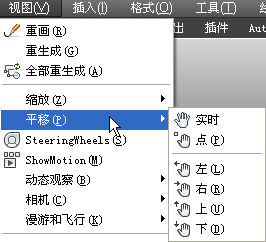 视图(V) 插入(I) 格式(O) 工具(T)
出 插件 Aut
重画(R)
重生成(G)
全部重生成(A)
缩放(Z)
平移(P)
SteeringWheels(S)
ShowMotion(M)
动态观察(B)
相机(C)
漫游和飞行(K)
实时
点(P)
左(L)
右(R)
上(U)
下(D)